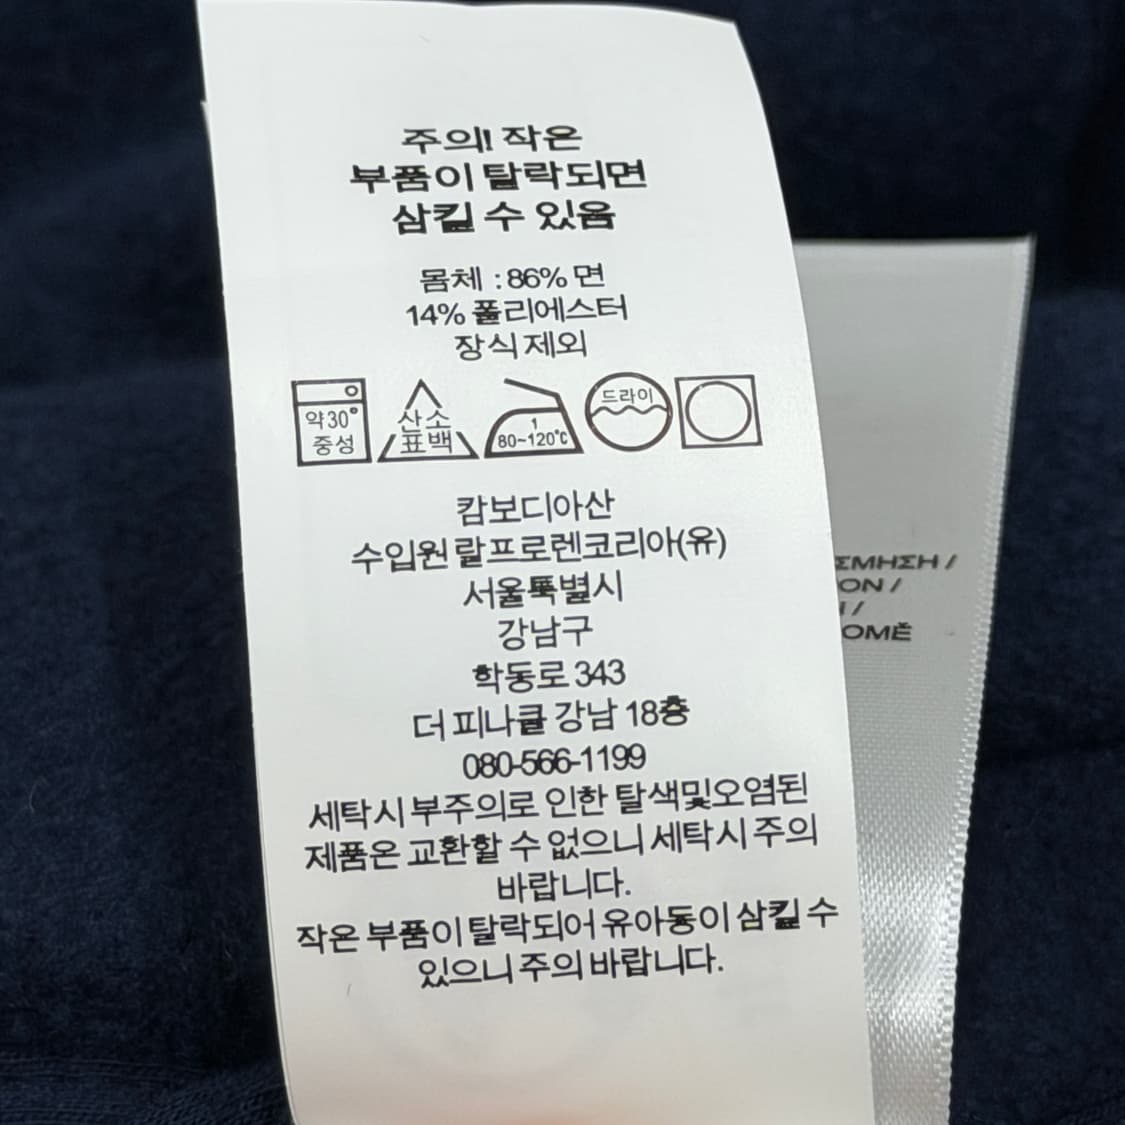 주의! 작은
부품이 탈락되면
삼킬 수 있음
몸체 : 86% 면
14% 폴리에스터
장식 제외
약 30°
중성
산소
표백
1
80~120°C
드라이
캄보디아산
수입원 랄프로렌코리아(유)
서울특별시
강남구
학동로 343
더 피나클 강남 18층
080-566-1199
세탁시 부주의로 인한 탈색및오염된
제품은 교환할 수 없으니 세탁시 주의
바랍니다.
작은 부품이 탈락되어 유아동이 삼킬 수
있으니 주의 바랍니다.
ΣΜΗΣΗ /
ON /
/
OMĚ